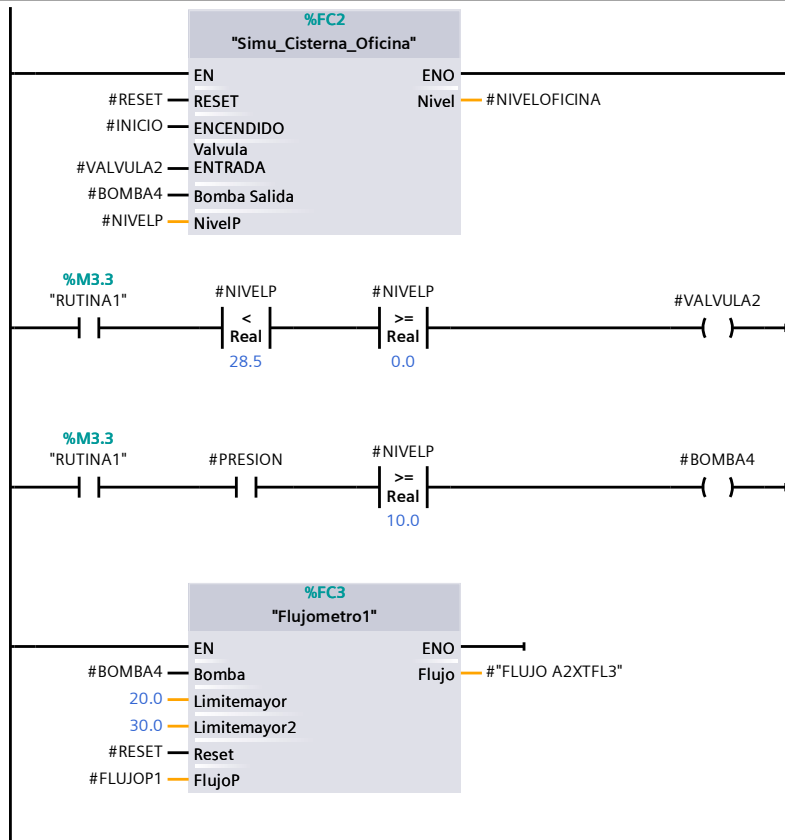 %FC2
"Simu_Cisterna_Oficina"
EN ENO
#RESET RESET Nivel #NIVELOFICINA
#INICIO ENCENDIDO
Valvula
#VALVULA2 ENTRADA
#BOMBA4 Bomba Salida
#NIVELP NivelP
%M3.3
"RUTINA1" #NIVELP #NIVELP #VALVULA2
< >=
Real Real
28.5 0.0
%M3.3
"RUTINA1" #PRESION #NIVELP #BOMBA4
>=
Real
10.0
%FC3
"Flujometro1"
EN ENO
#BOMBA4 Bomba Flujo #"FLUJO A2XTFL3"
20.0 Limitemayor
30.0 Limitemayor2
#RESET Reset
#FLUJOP1 FlujoP